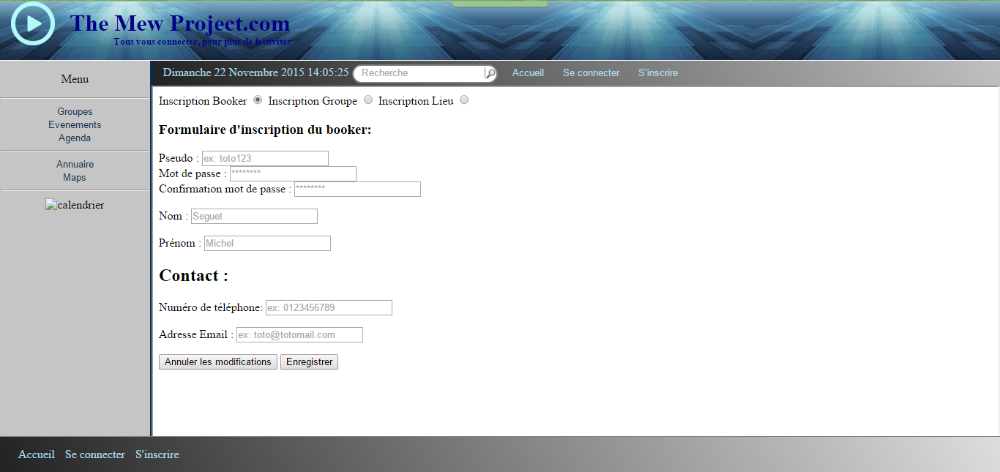 The Mew Project.com
Tous vous connecter, pour plus de festivités
Menu
Groupes
Evenements
Agenda
Annuaire
Maps
calendrier
Dimanche 22 Novembre 2015 14:05:25 Recherche Accueil Se connecter S'inscrire
Inscription Booker Inscription Groupe Inscription Lieu
Formulaire d'inscription du booker:
Pseudo : ex: toto123
Mot de passe : ********
Confirmation mot de passe : ********
Nom : Seguet
Prénom : Michel
Contact :
Numéro de téléphone: ex: 0123456789
Adresse Email : ex: toto@totomail.com
Annuler les modifications Enregistrer
Accueil Se connecter S'inscrire